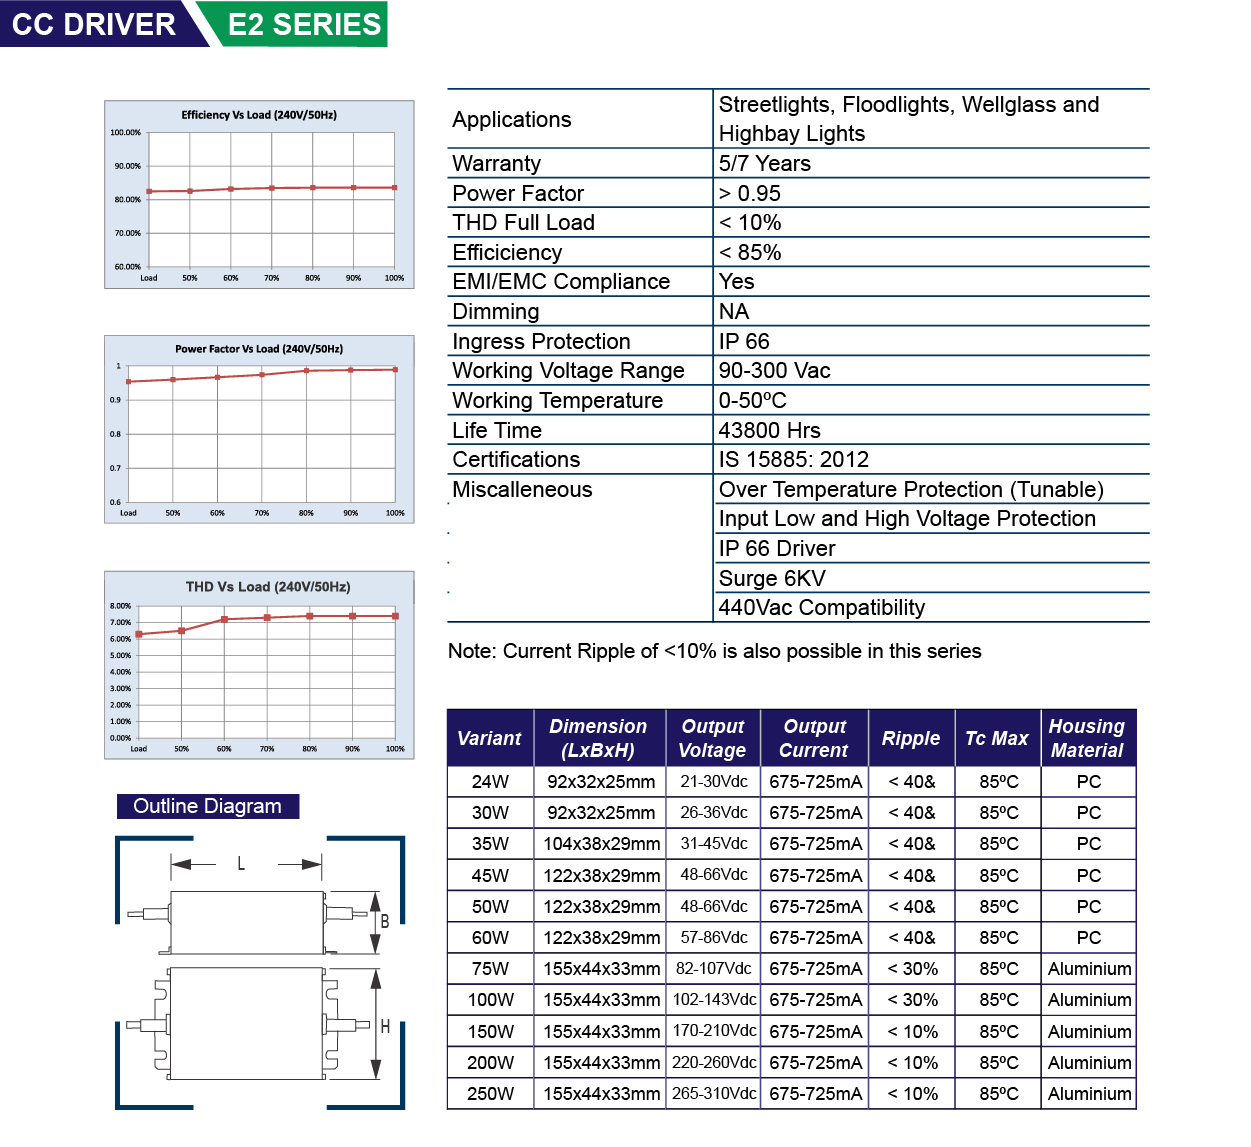 CC DRIVER E2 SERIES
Efficiency Vs Load (240V/50Hz)
100.00%
90.00%
80.00%
70.00%
60.00%
Load 50% 60% 70% 80% 90% 100%
Power Factor Vs Load (240V/50Hz)
1
0.9
0.8
0.7
0.6
Load 50% 60% 70% 80% 90% 100%
THD Vs Load (240V/50Hz)
8.00%
7.00%
6.00%
5.00%
4.00%
3.00%
2.00%
1.00%
0.00%
Load 50% 60% 70% 80% 90% 100%
Outline Diagram
L
B
H
Applications Streetlights, Floodlights, Wellglass and
Highbay Lights
Warranty 5/7 Years
Power Factor > 0.95
THD Full Load < 10%
Efficiciency < 85%
EMI/EMC Compliance Yes
Dimming NA
Ingress Protection IP 66
Working Voltage Range 90-300 Vac
Working Temperature 0-50ºC
Life Time 43800 Hrs
Certifications IS 15885: 2012
Miscalleneous Over Temperature Protection (Tunable)
Input Low and High Voltage Protection
IP 66 Driver
Surge 6KV
440Vac Compatibility
Note: Current Ripple of <10% is also possible in this series
Variant Dimension (LxBxH) Output Voltage Output Current Ripple Tc Max Housing Material
24W 92x32x25mm 21-30Vdc 675-725mA < 40& 85ºC PC
30W 92x32x25mm 26-36Vdc 675-725mA < 40& 85ºC PC
35W 104x38x29mm 31-45Vdc 675-725mA < 40& 85ºC PC
45W 122x38x29mm 48-66Vdc 675-725mA < 40& 85ºC PC
50W 122x38x29mm 48-66Vdc 675-725mA < 40& 85ºC PC
60W 122x38x29mm 57-86Vdc 675-725mA < 40& 85ºC PC
75W 155x44x33mm 82-107Vdc 675-725mA < 30% 85ºC Aluminium
100W 155x44x33mm 102-143Vdc 675-725mA < 30% 85ºC Aluminium
150W 155x44x33mm 170-210Vdc 675-725mA < 10% 85ºC Aluminium
200W 155x44x33mm 220-260Vdc 675-725mA < 10% 85ºC Aluminium
250W 155x44x33mm 265-310Vdc 675-725mA < 10% 85ºC Aluminium